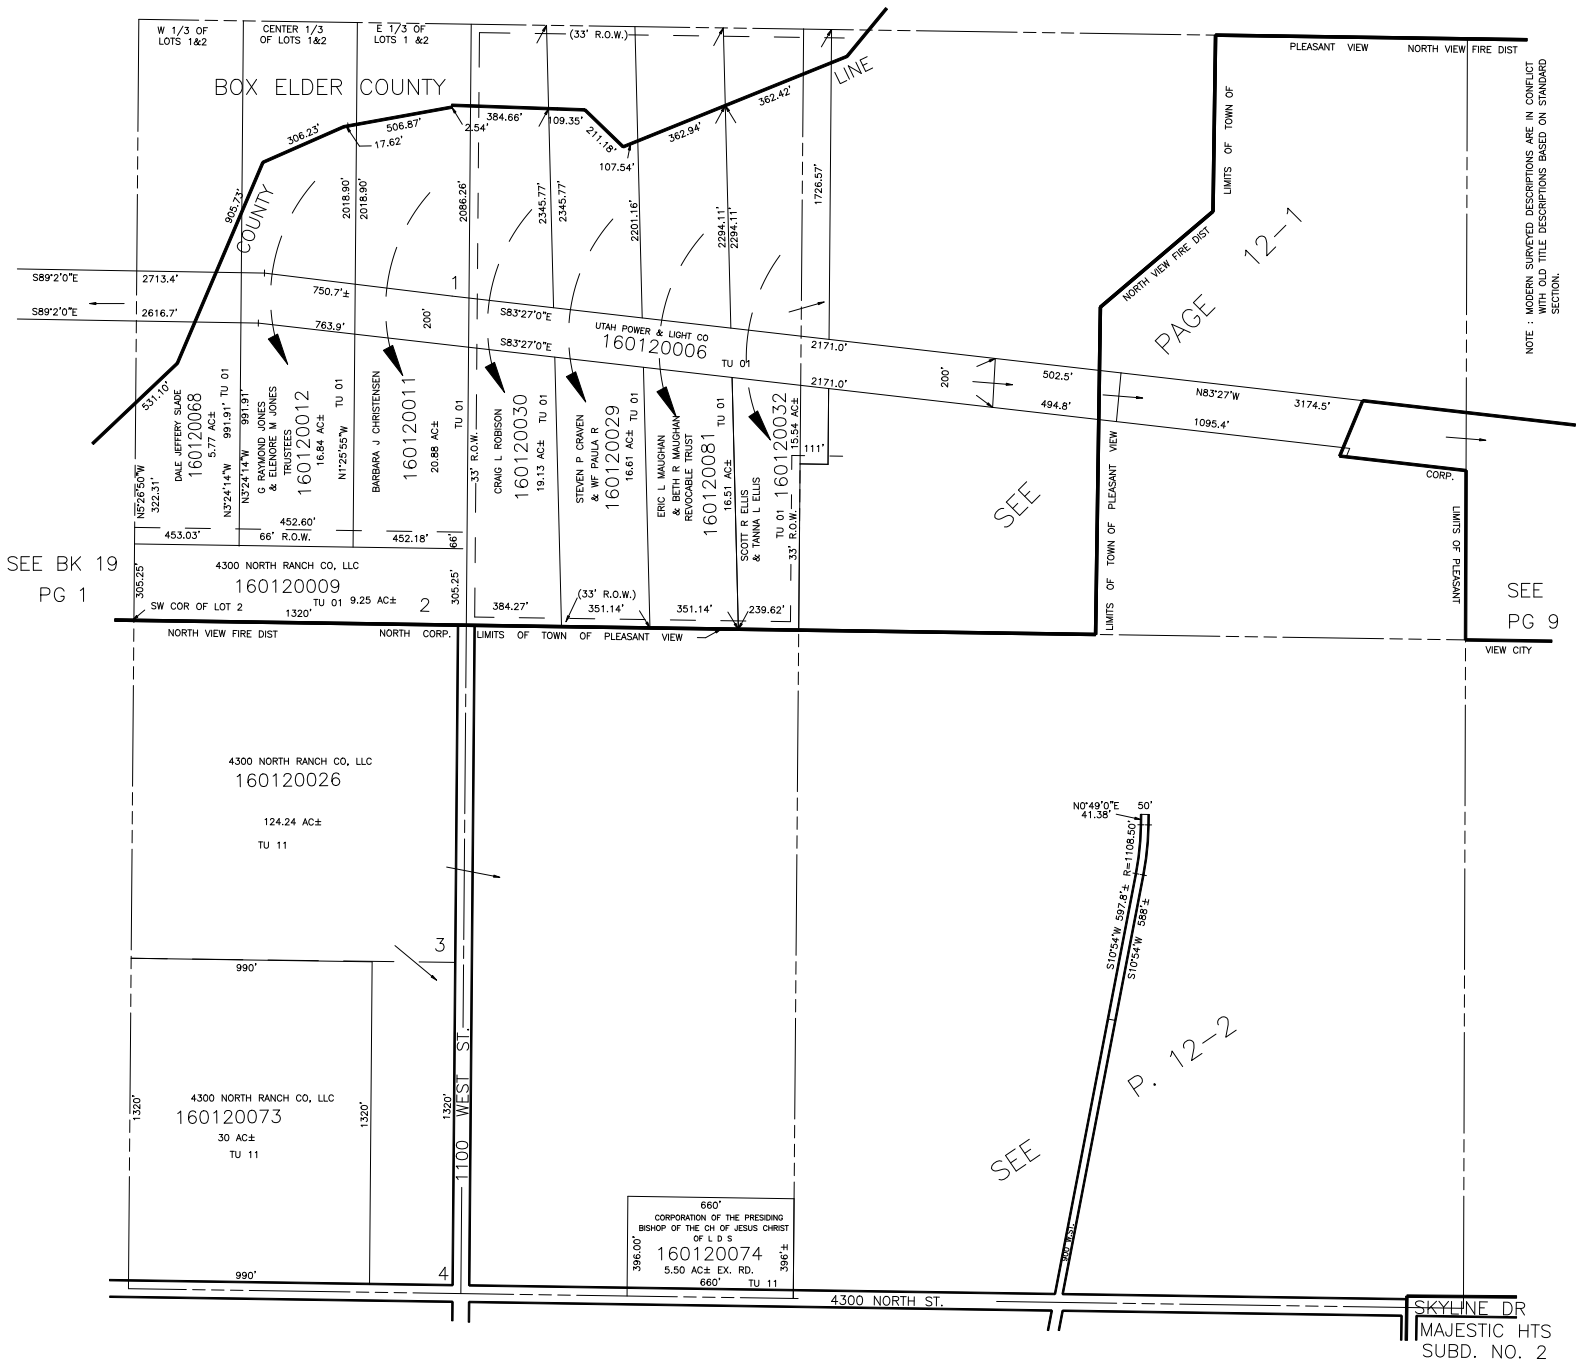 W 1/3 OF
LOTS 1&2
CENTER 1/3
OF LOTS 1&2
E 1/3 OF
LOTS 1 &2
(33' R.O.W.)
PLEASANT VIEW
NORTH VIEW FIRE DIST
BOX ELDER COUNTY
COUNTY
LINE
NOTE : MODERN SURVEYED DESCRIPTIONS ARE IN CONFLICT
WITH OLD TITLE DESCRIPTIONS BASED ON STANDARD
SECTION.
LIMITS OF TOWN OF
NORTH VIEW FIRE DIST
SEE PAGE 12-1
531.10'
905.73'
306.23'
17.62'
506.87'
2.54'
384.66'
109.35'
211.18'
107.54'
362.94'
362.42'
2018.90'
2018.90'
2086.26'
2345.77'
2345.77'
2201.16'
2294.11'
2294.11'
1726.57'
S89°2'0"E
2713.4'
S89°2'0"E
2616.7'
750.7'±
763.9'
200'
1
S83°27'0"E
S83°27'0"E
UTAH POWER & LIGHT CO
160120006
TU 01
2171.0'
2171.0'
200'
502.5'
494.8'
N83°27'W
3174.5'
1095.4'
N5°26'50"W
322.31'
DALE JEFFERY SLADE
160120068
5.77 AC±
TU 01
N3°24'14"W 991.91'
N3°24'14"W 991.91'
G RAYMOND JONES
& ELENORE M JONES
TRUSTEES
160120012
16.84 AC±
TU 01
N1°25'55"W
BARBARA J CHRISTENSEN
160120011
20.88 AC±
TU 01
33' R.O.W.
CRAIG L ROBISON
160120030
19.13 AC± TU 01
STEVEN P CRAVEN
& WF PAULA R
160120029
16.61 AC± TU 01
ERIC L MAUGHAN
& BETH R MAUGHAN
REVOCABLE TRUST
160120081
16.51 AC±
TU 01
SCOTT R ELLIS
& TANNA L ELLIS
TU 01 160120032
15.54 AC±
33' R.O.W.
111'
453.03'
452.60'
66' R.O.W.
452.18'
66'
SEE BK 19
PG 1
305.25'
4300 NORTH RANCH CO, LLC
160120009
TU 01 9.25 AC±
305.25'
SW COR OF LOT 2
1320'
2
384.27'
(33' R.O.W.)
351.14'
351.14'
239.62'
NORTH VIEW FIRE DIST
NORTH CORP.
LIMITS OF TOWN OF PLEASANT VIEW
LIMITS OF TOWN OF PLEASANT VIEW
CORP.
LIMITS OF PLEASANT
VIEW CITY
SEE
PG 9
4300 NORTH RANCH CO, LLC
160120026
124.24 AC±
TU 11
3
990'
4300 NORTH RANCH CO, LLC
160120073
30 AC±
TU 11
1320'
1320'
1320'
990'
4
1100 WEST ST.
N0°49'0"E
41.38'
50'
R=1108.50'
S10°54'W 597.8'±
S10°54'W 588'±
900 W.ST.
SEE P. 12-2
660'
CORPORATION OF THE PRESIDING
BISHOP OF THE CH OF JESUS CHRIST
OF L D S
160120074
5.50 AC± EX. RD.
660'
TU 11
396.00'
396'±
4300 NORTH ST.
SKYLINE DR
MAJESTIC HTS
SUBD. NO. 2